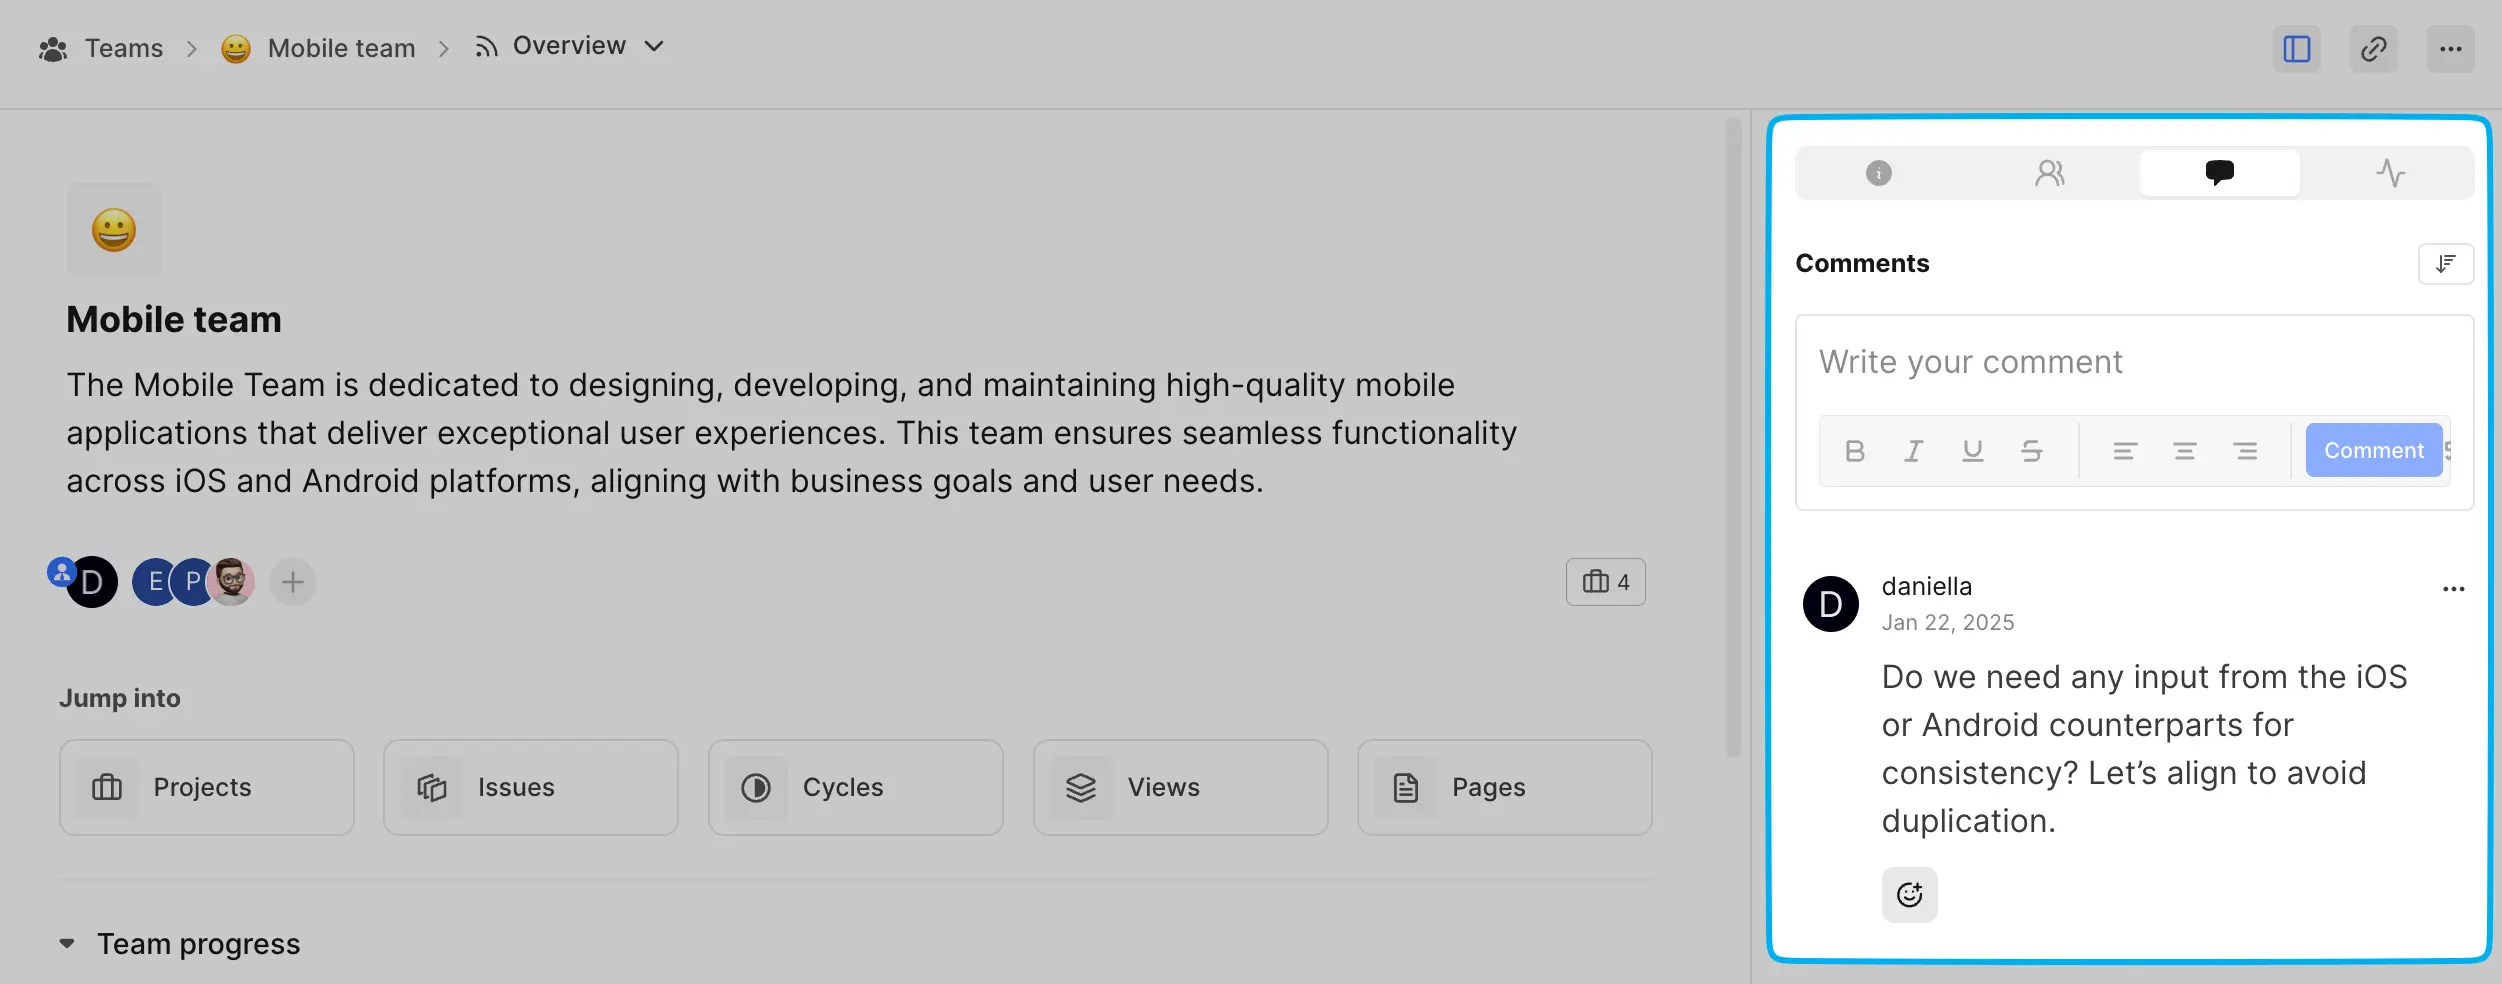 Teams
Mobile team
Overview
Mobile team
The Mobile Team is dedicated to designing, developing, and maintaining high-quality mobile
applications that deliver exceptional user experiences. This team ensures seamless functionality
across iOS and Android platforms, aligning with business goals and user needs.
D
E
P
4
Jump into
Projects
Issues
Cycles
Views
Pages
Team progress
Comments
Write your comment
B I U S
Comment
D
daniella
Jan 22, 2025
Do we need any input from the iOS
or Android counterparts for
consistency? Let’s align to avoid
duplication.